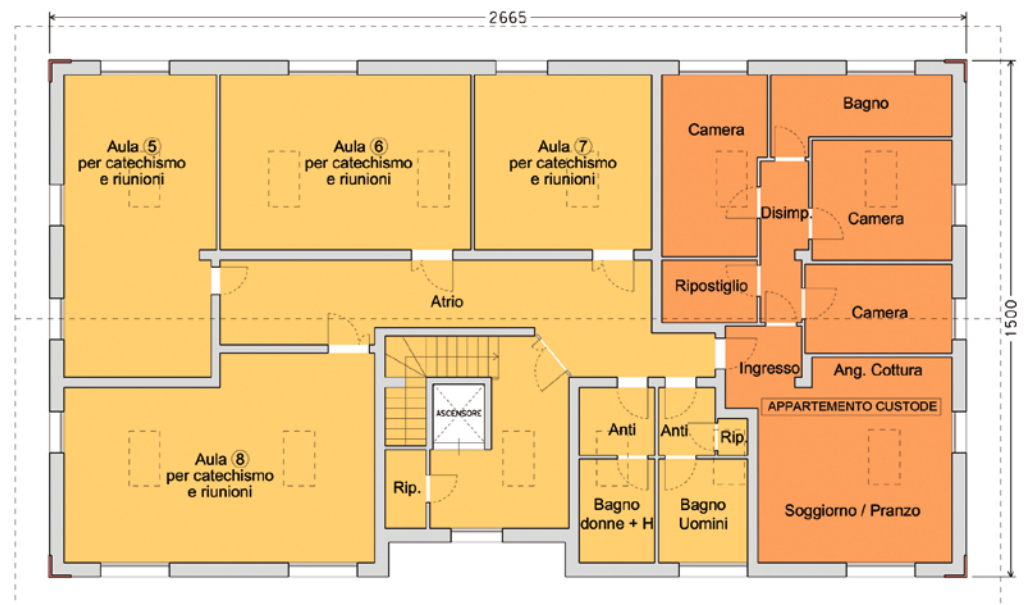 2665
Bagno
Camera
Aula 5
per catechismo
e riunioni
Aula 6
per catechismo
e riunioni
Aula 7
per catechismo
e riunioni
Disimp.
Camera
Ripostiglio
Atrio
Camera
1500
Ingresso
Ang. Cottura
APPARTEMENTO CUSTODE
ASCENSORE
Anti
Anti
Rip.
Aula 8
per catechismo
e riunioni
Rip.
Bagno
donne + H
Bagno
Uomini
Soggiorno / Pranzo